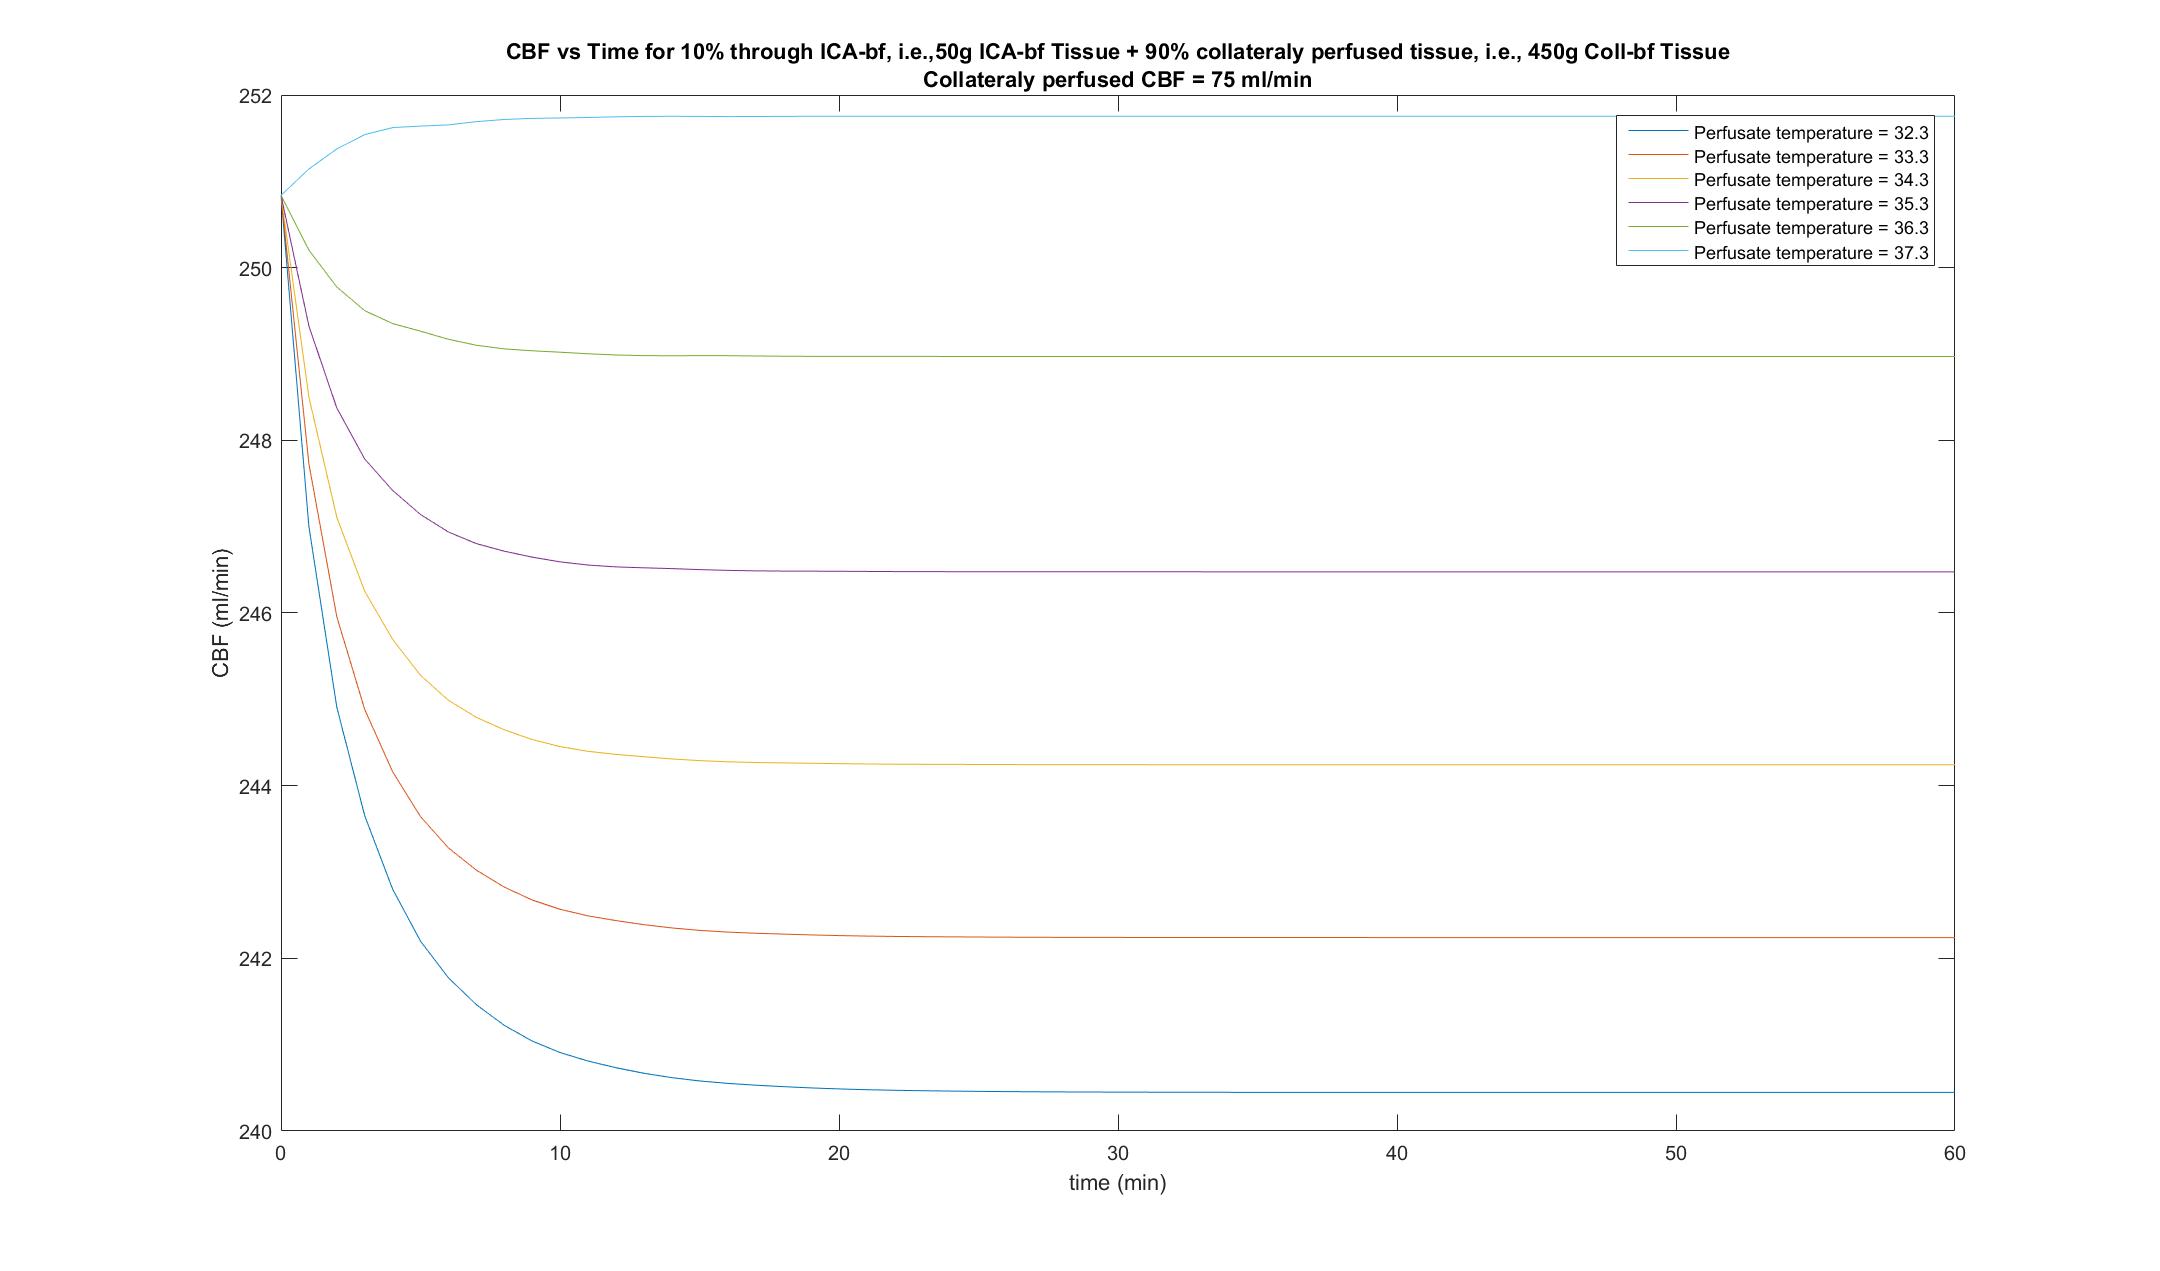 CBF vs Time for 10% through ICA-bf, i.e.,50g ICA-bf Tissue + 90% collateraly perfused tissue, i.e., 450g Coll-bf Tissue
Collateraly perfused CBF = 75 ml/min
252
250
248
246
244
242
240
CBF (ml/min)
Perfusate temperature = 32.3
Perfusate temperature = 33.3
Perfusate temperature = 34.3
Perfusate temperature = 35.3
Perfusate temperature = 36.3
Perfusate temperature = 37.3
0 10 20 30 40 50 60
time (min)